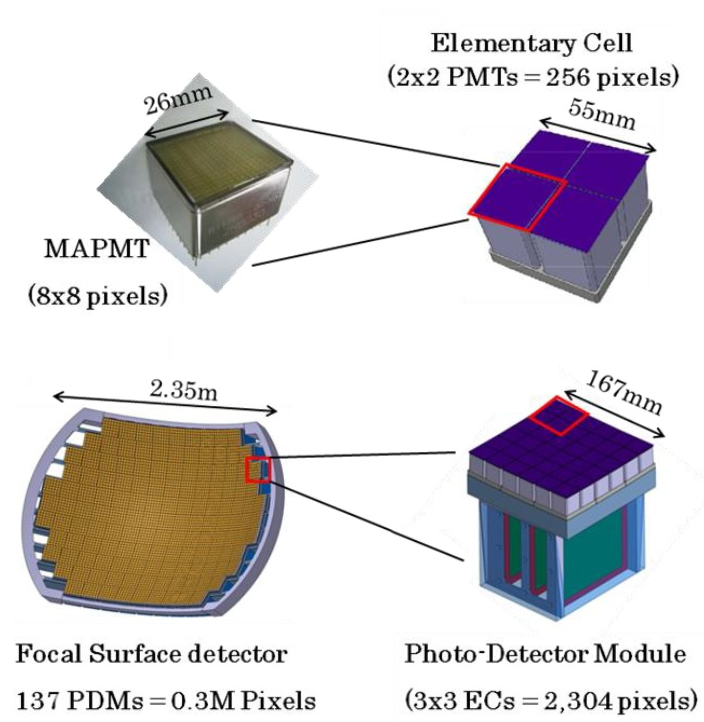 Elementary Cell
(2x2 PMTs = 256 pixels)
26mm
55mm
MAPMT
(8x8 pixels)
2.35m
167mm
Focal Surface detector
137 PDMs = 0.3M Pixels
Photo-Detector Module
(3x3 ECs = 2,304 pixels)